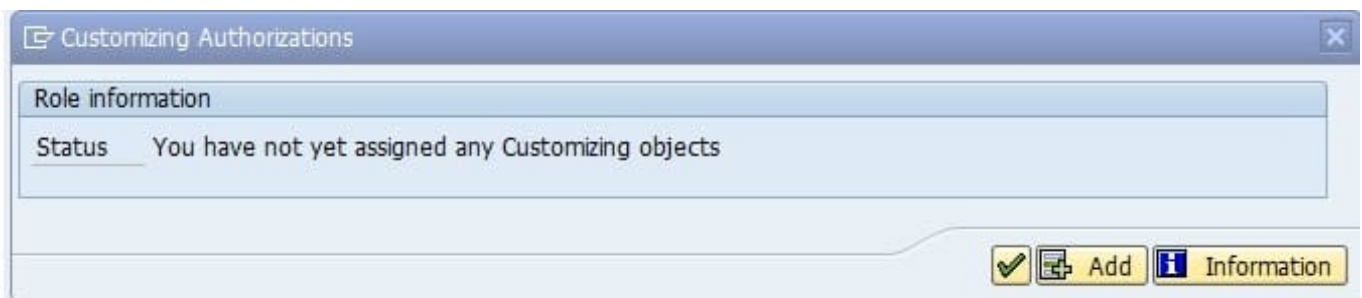 Customizing Authorizations
Role information
Status You have not yet assigned any Customizing objects
Add Information